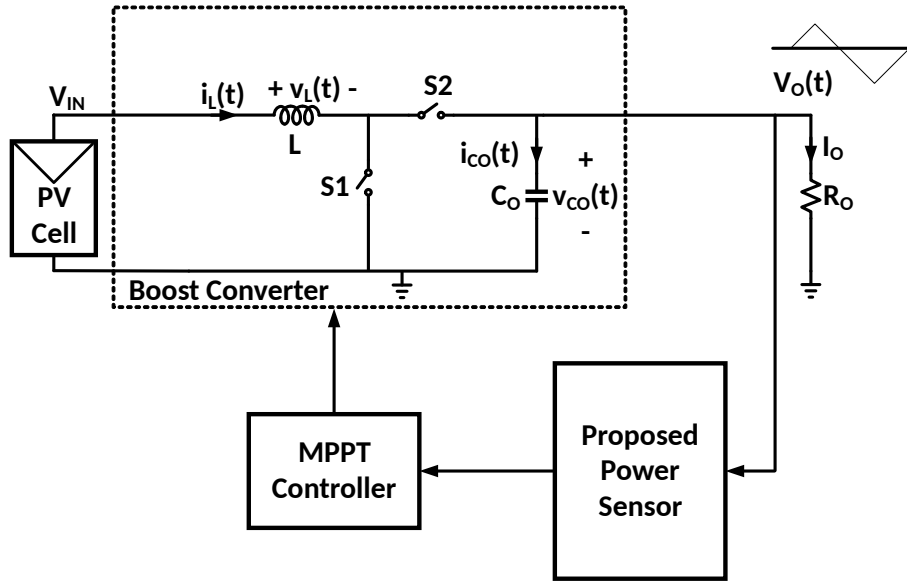 V_IN
i_L(t)
+ v_L(t) -
S2
L
S1
PV
Cell
i_CO(t)
C_O
+
v_CO(t)
-
V_O(t)
I_O
R_O
Boost Converter
MPPT
Controller
Proposed
Power
Sensor